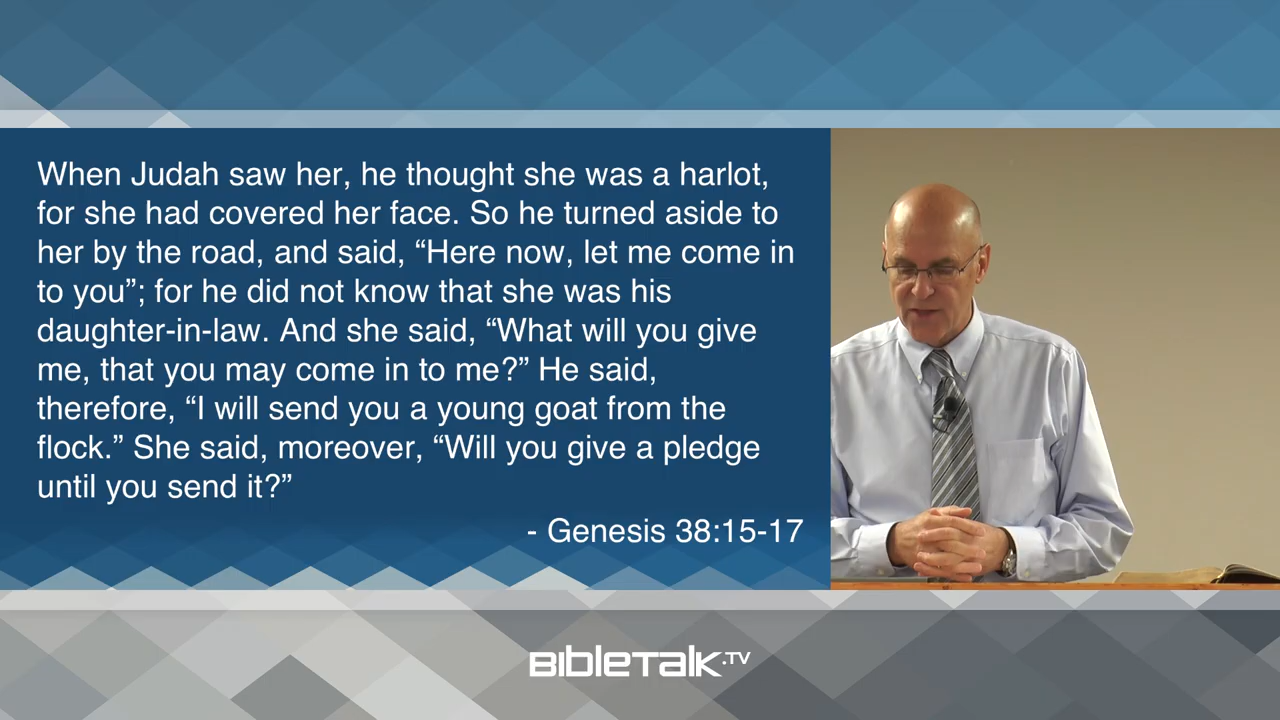 When Judah saw her, he thought she was a harlot,
for she had covered her face. So he turned aside to
her by the road, and said, “Here now, let me come in
to you”; for he did not know that she was his
daughter-in-law. And she said, “What will you give
me, that you may come in to me?” He said,
therefore, “I will send you a young goat from the
flock.” She said, moreover, “Will you give a pledge
until you send it?”
- Genesis 38:15-17
BIBLETALK.TV